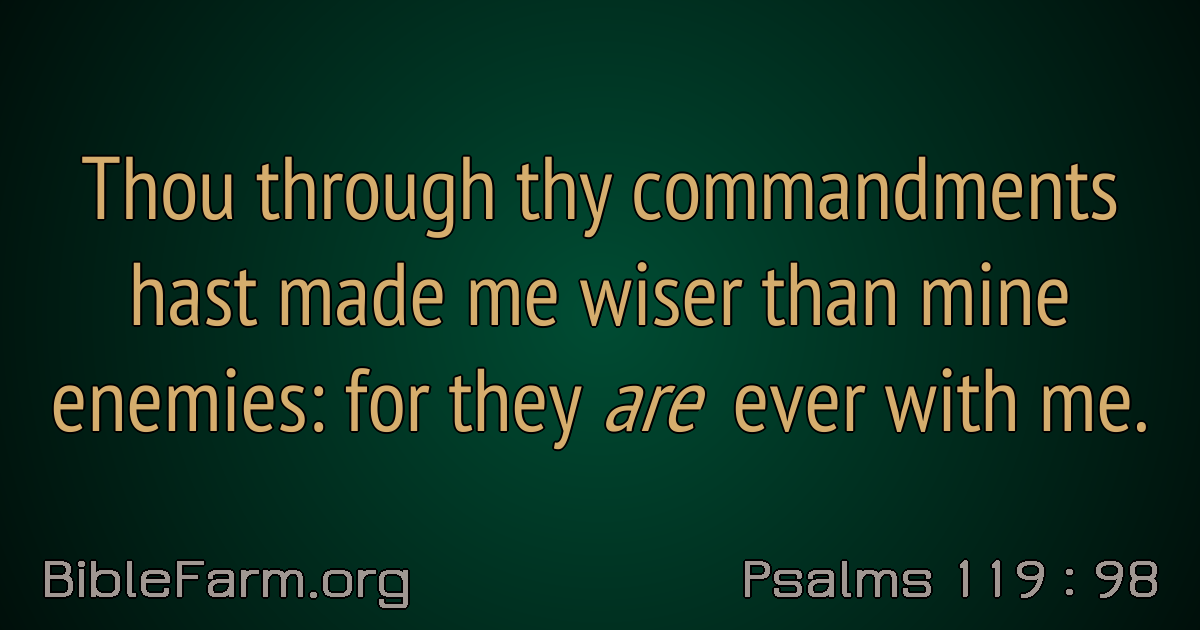 Thou through thy commandments
hast made me wiser than mine
enemies: for they are ever with me.
BibleFarm.org
Psalms 119 : 98